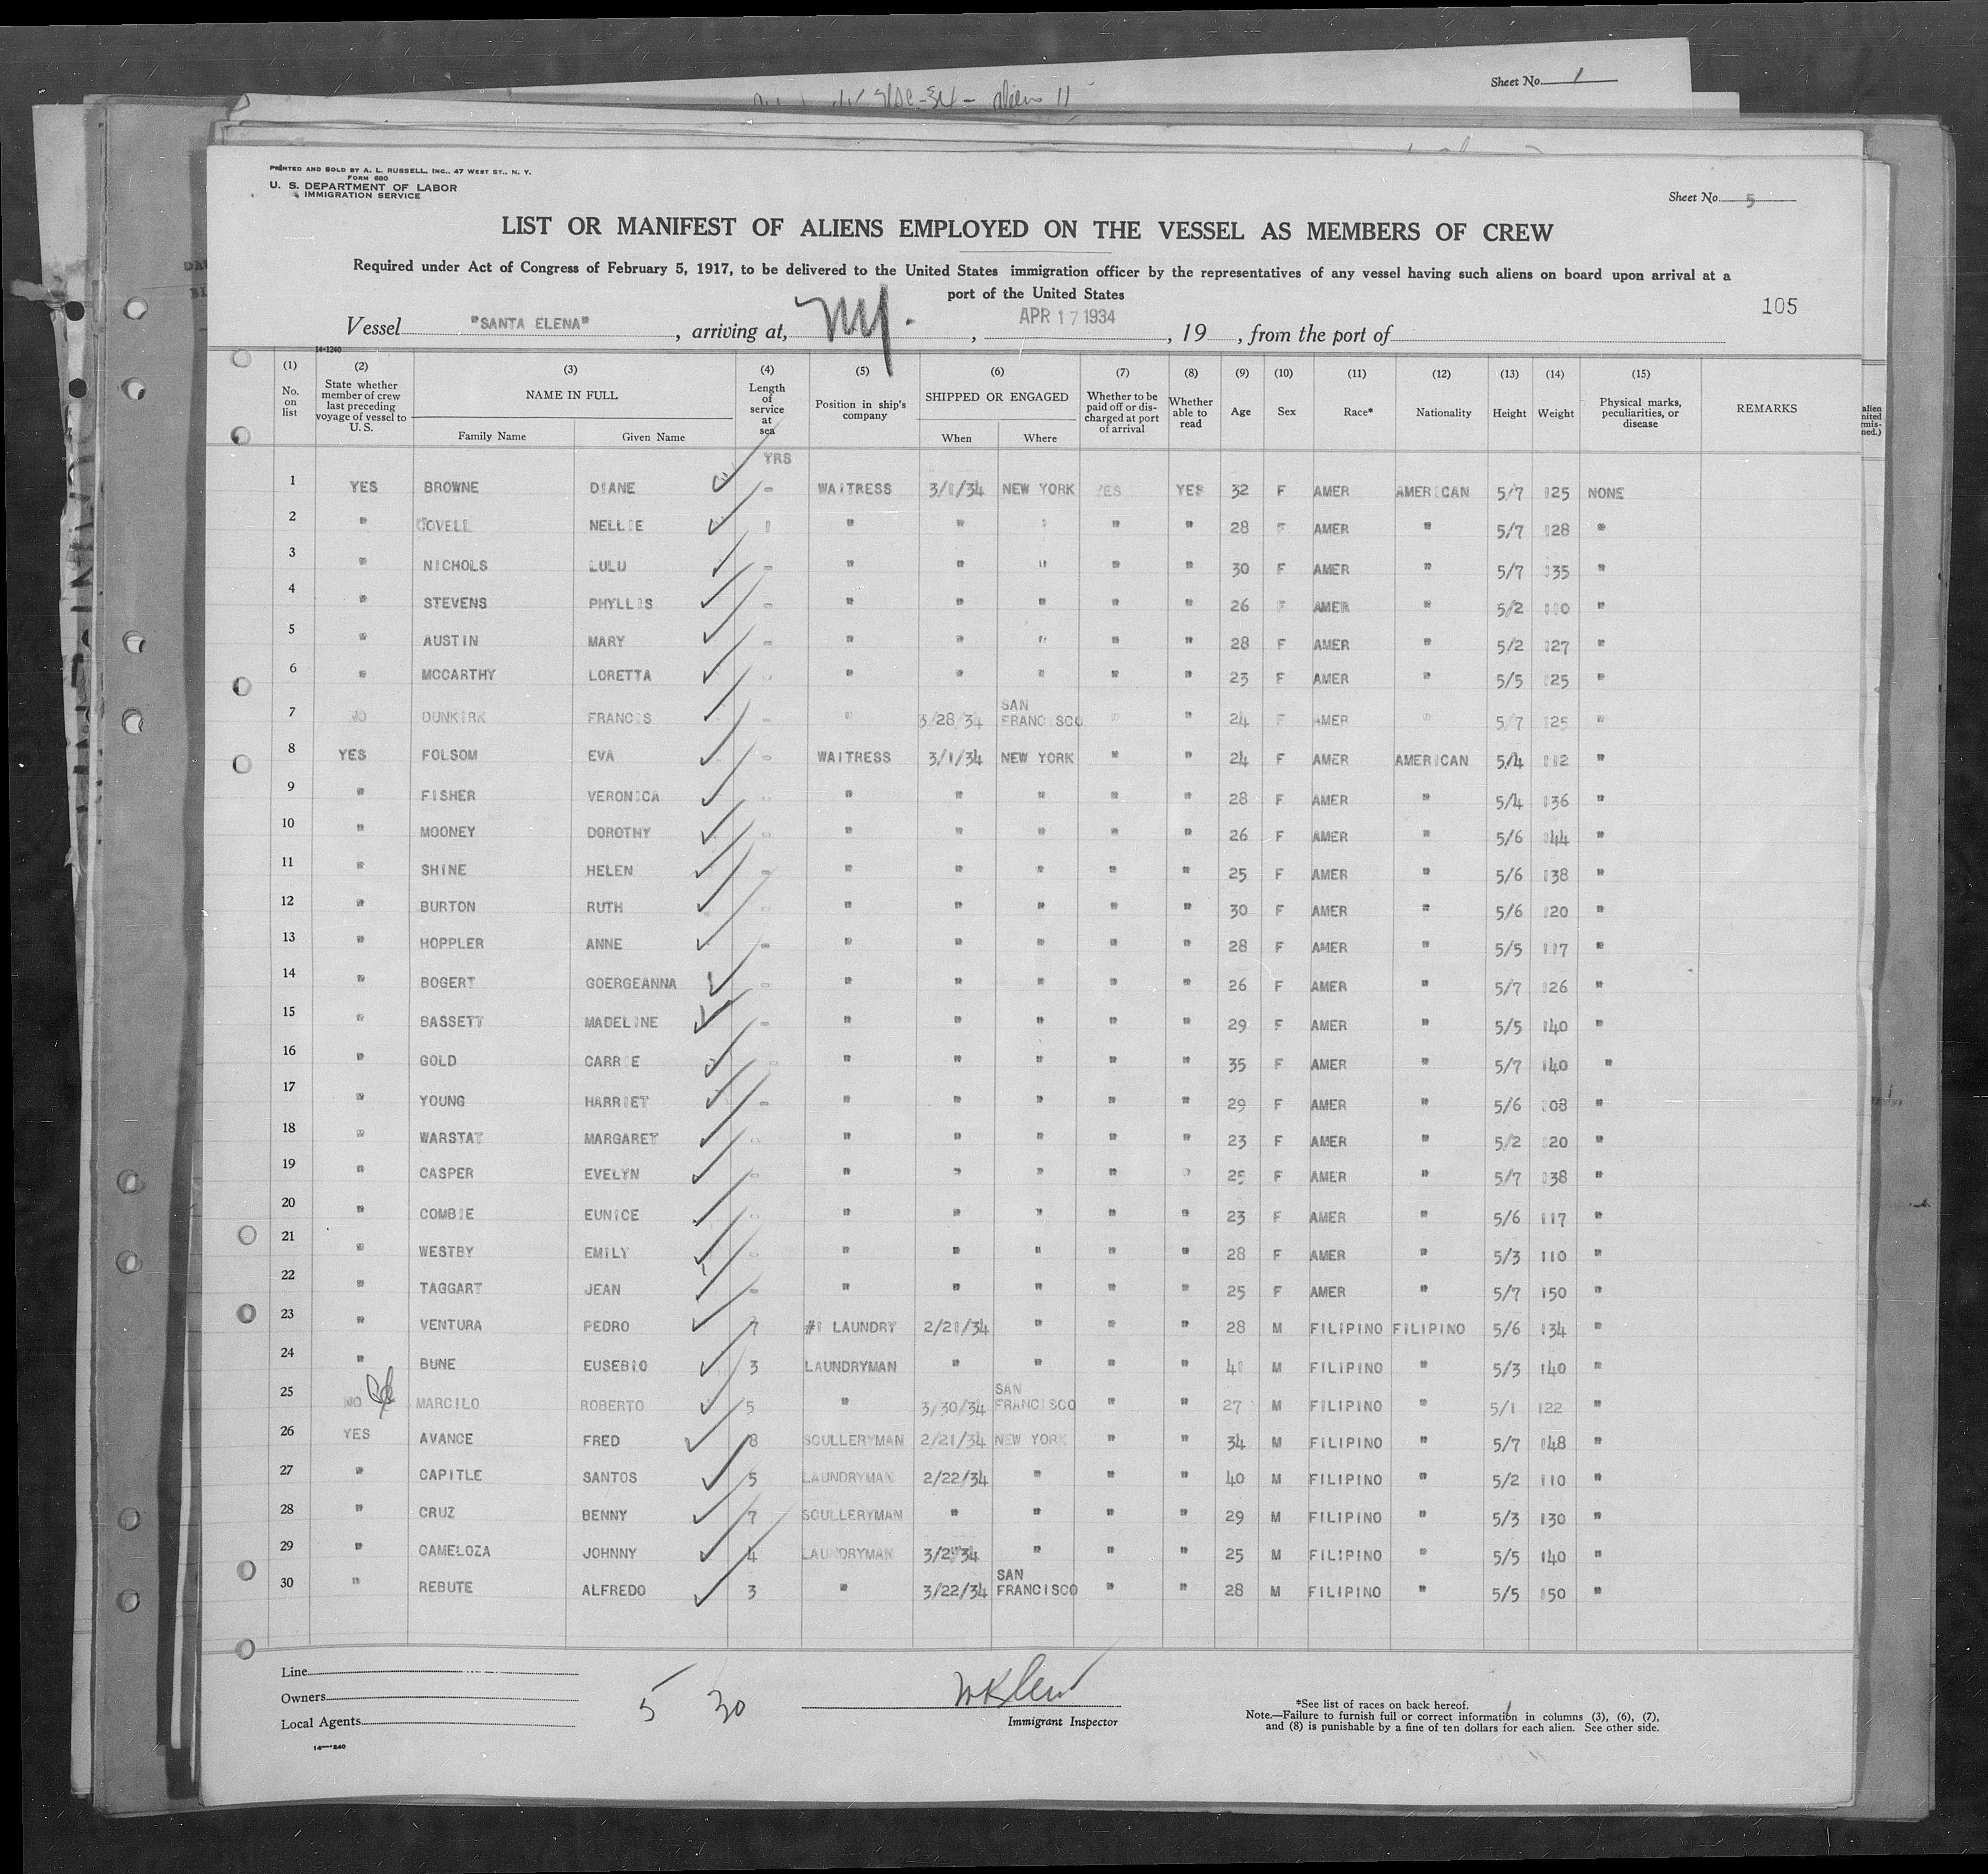 Sheet No. 1
PRINTED AND SOLD BY A. L. RUSSELL, INC., 47 WEST ST., N. Y.
FORM 680
U. S. DEPARTMENT OF LABOR
IMMIGRATION SERVICE
Sheet No. 5
LIST OR MANIFEST OF ALIENS EMPLOYED ON THE VESSEL AS MEMBERS OF CREW
Required under Act of Congress of February 5, 1917, to be delivered to the United States immigration officer by the representatives of any vessel having such aliens on board upon arrival at a
port of the United States
105
Vessel "SANTA ELENA", arriving at, NY., APR 17 1934, 19 , from the port of
14-1240
(1) (2) (3) (4) (5) (6) (7) (8) (9) (10) (11) (12) (13) (14) (15)
No. on list State whether member of crew last preceding voyage of vessel to U. S. NAME IN FULL Family Name Given Name Length of service at sea Position in ship's company SHIPPED OR ENGAGED When Where Whether to be paid off or discharged at port of arrival Whether able to read Age Sex Race* Nationality Height Weight Physical marks, peculiarities, or disease REMARKS
YRS
1 YES BROWNE DIANE - WAITRESS 3/1/34 NEW YORK YES YES 32 F AMER AMERICAN 5/7 125 NONE
2 " COVELL NELLIE " " " " " 28 F AMER " 5/7 128 "
3 " NICHOLS LULU - " " " " " 30 F AMER " 5/7 135 "
4 " STEVENS PHYLLIS - " " " " " 26 F AMER " 5/2 110 "
5 " AUSTIN MARY - " " " " " 28 F AMER " 5/2 127 "
6 " MCCARTHY LORETTA - " " " " " 23 F AMER " 5/5 125 "
7 NO DUNKIRK FRANCIS - " 3/28/34 SAN FRANCISCO " " 24 F AMER " 5/7 125 "
8 YES FOLSOM EVA - WAITRESS 3/1/34 NEW YORK " " 24 F AMER AMERICAN 5/4 112 "
9 " FISHER VERONICA - " " " " " 28 F AMER " 5/4 136 "
10 " MOONEY DOROTHY - " " " " " 26 F AMER " 5/6 144 "
11 " SHINE HELEN - " " " " " 25 F AMER " 5/6 138 "
12 " BURTON RUTH - " " " " " 30 F AMER " 5/6 120 "
13 " HOPPLER ANNE - " " " " " 28 F AMER " 5/5 117 "
14 " BOGERT GOERGEANNA - " " " " " 26 F AMER " 5/7 126 "
15 " BASSETT MADELINE - " " " " " 29 F AMER " 5/5 140 "
16 " GOLD CARRIE - " " " " " 35 F AMER " 5/7 140 "
17 " YOUNG HARRIET - " " " " " 29 F AMER " 5/6 108 "
18 " WARSTAT MARGARET - " " " " " 23 F AMER " 5/2 120 "
19 " CASPER EVELYN - " " " " " 25 F AMER " 5/7 138 "
20 " COMBIE EUNICE - " " " " " 23 F AMER " 5/6 117 "
21 " WESTBY EMILY - " " " " " 28 F AMER " 5/3 110 "
22 " TAGGART JEAN - " " " " " 25 F AMER " 5/7 150 "
23 " VENTURA PEDRO 7 #1 LAUNDRY 2/21/34 " " " 28 M FILIPINO FILIPINO 5/6 134 "
24 " BUNE EUSEBIO 3 LAUNDRYMAN " " " " 41 M FILIPINO " 5/3 140 "
25 NO MARCILO ROBERTO 5 " 3/30/34 SAN FRANCISCO " " 27 M FILIPINO " 5/1 122 "
26 YES AVANCE FRED 8 SCULLERYMAN 2/21/34 NEW YORK " " 34 M FILIPINO " 5/7 148 "
27 " CAPITLE SANTOS 5 LAUNDRYMAN 2/22/34 " " " 40 M FILIPINO " 5/2 110 "
28 " CRUZ BENNY 7 SCULLERYMAN " " " " 29 M FILIPINO " 5/3 130 "
29 " CAMELOZA JOHNNY 4 LAUNDRYMAN " " " 25 M FILIPINO " 5/5 140 "
30 " REBUTE ALFREDO 3 " 3/22/34 SAN FRANCISCO " " 28 M FILIPINO " 5/5 150 "
Line
Owners
Local Agents
5 30
Immigrant Inspector
*See list of races on back hereof.
Note.—Failure to furnish full or correct information in columns (3), (6), (7),
and (8) is punishable by a fine of ten dollars for each alien. See other side.